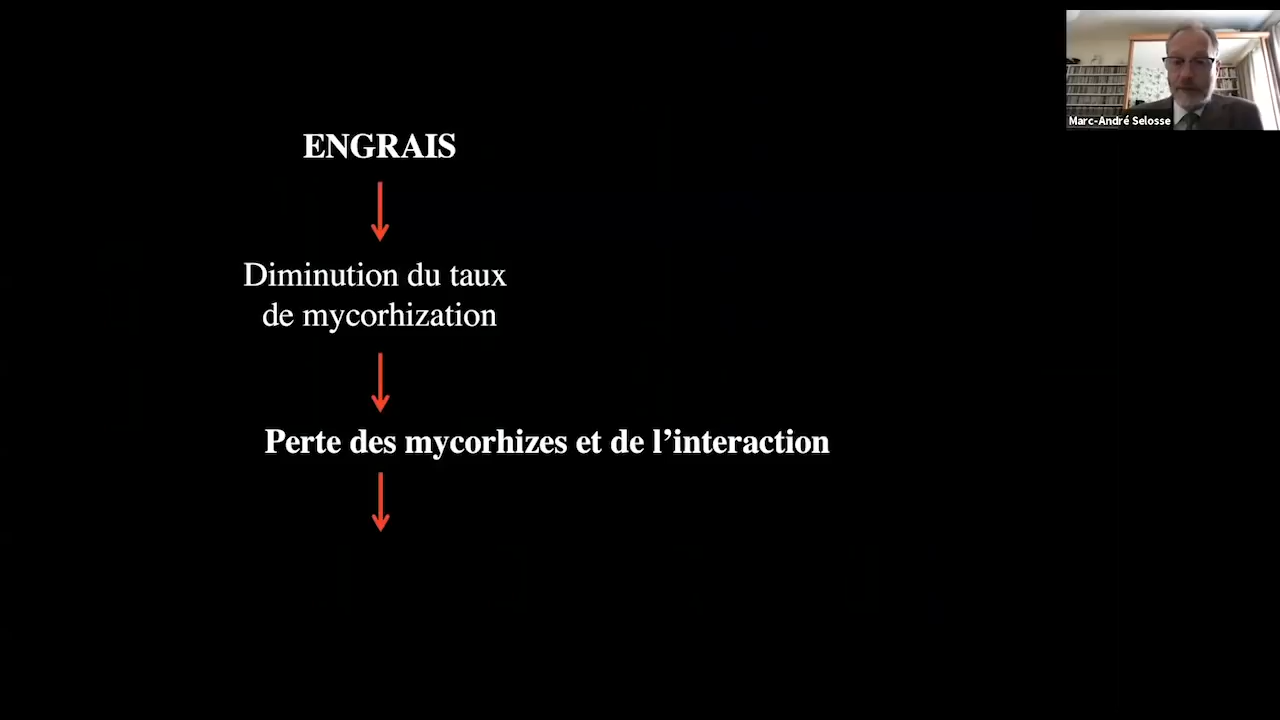 Marc-André Selosse
ENGRAIS
Diminution du taux
de mycorhization
Perte des mycorhizes et de l’interaction